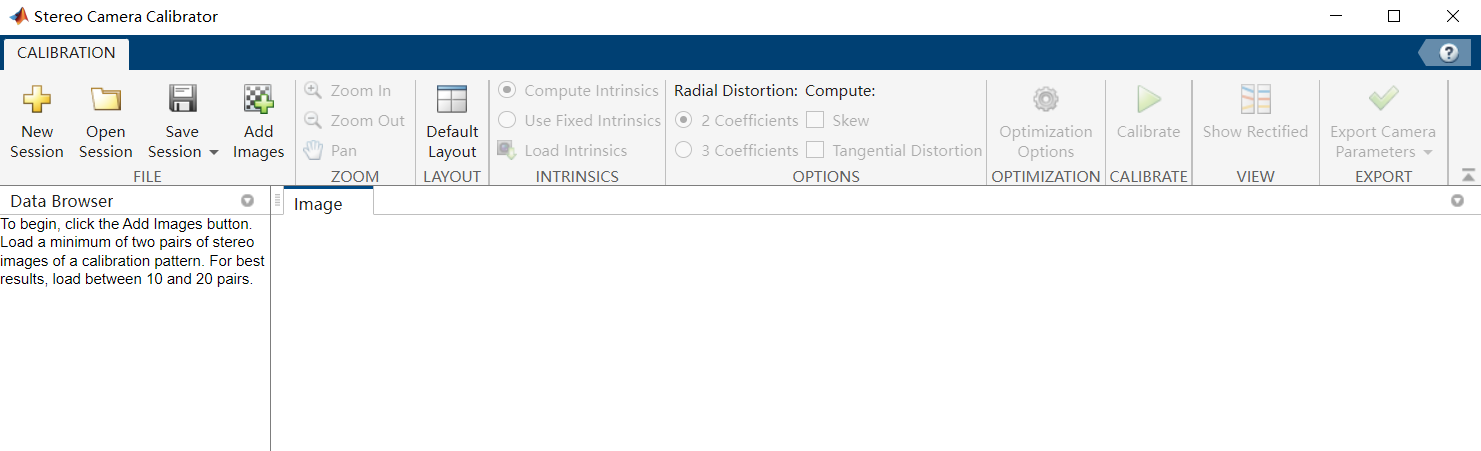 Stereo Camera Calibrator
CALIBRATION
?
New Session
Open Session
Save Session
Add Images
FILE
Zoom In
Zoom Out
Pan
ZOOM
Default Layout
LAYOUT
Compute Intrinsics
Use Fixed Intrinsics
Load Intrinsics
INTRINSICS
Radial Distortion: Compute:
2 Coefficients Skew
3 Coefficients Tangential Distortion
OPTIONS
Optimization Options
OPTIMIZATION
Calibrate
CALIBRATE
Show Rectified
VIEW
Export Camera Parameters
EXPORT
Data Browser
Image
To begin, click the Add Images button.
Load a minimum of two pairs of stereo
images of a calibration pattern. For best
results, load between 10 and 20 pairs.